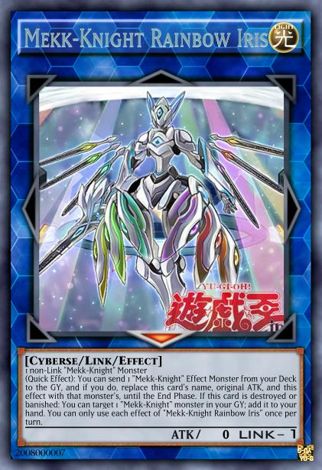 MEKK-KNIGHT RAINBOW IRIS
LIGHT
光
YU-GI-OH!
遊戯王
[CYBERSE/LINK/EFFECT]
1 non-Link "Mekk-Knight" Monster
(Quick Effect): You can send 1 "Mekk-Knight" Effect Monster from your Deck
to the GY, and if you do, replace this card's name, original ATK, and this
effect with that monster's, until the End Phase. If this card is destroyed or
banished: You can target 1 "Mekk-Knight" monster in your GY; add it to your
hand. You can only use each effect of "Mekk-Knight Rainbow Iris" once per
turn.
ATK/ 0 LINK-1
2008000007